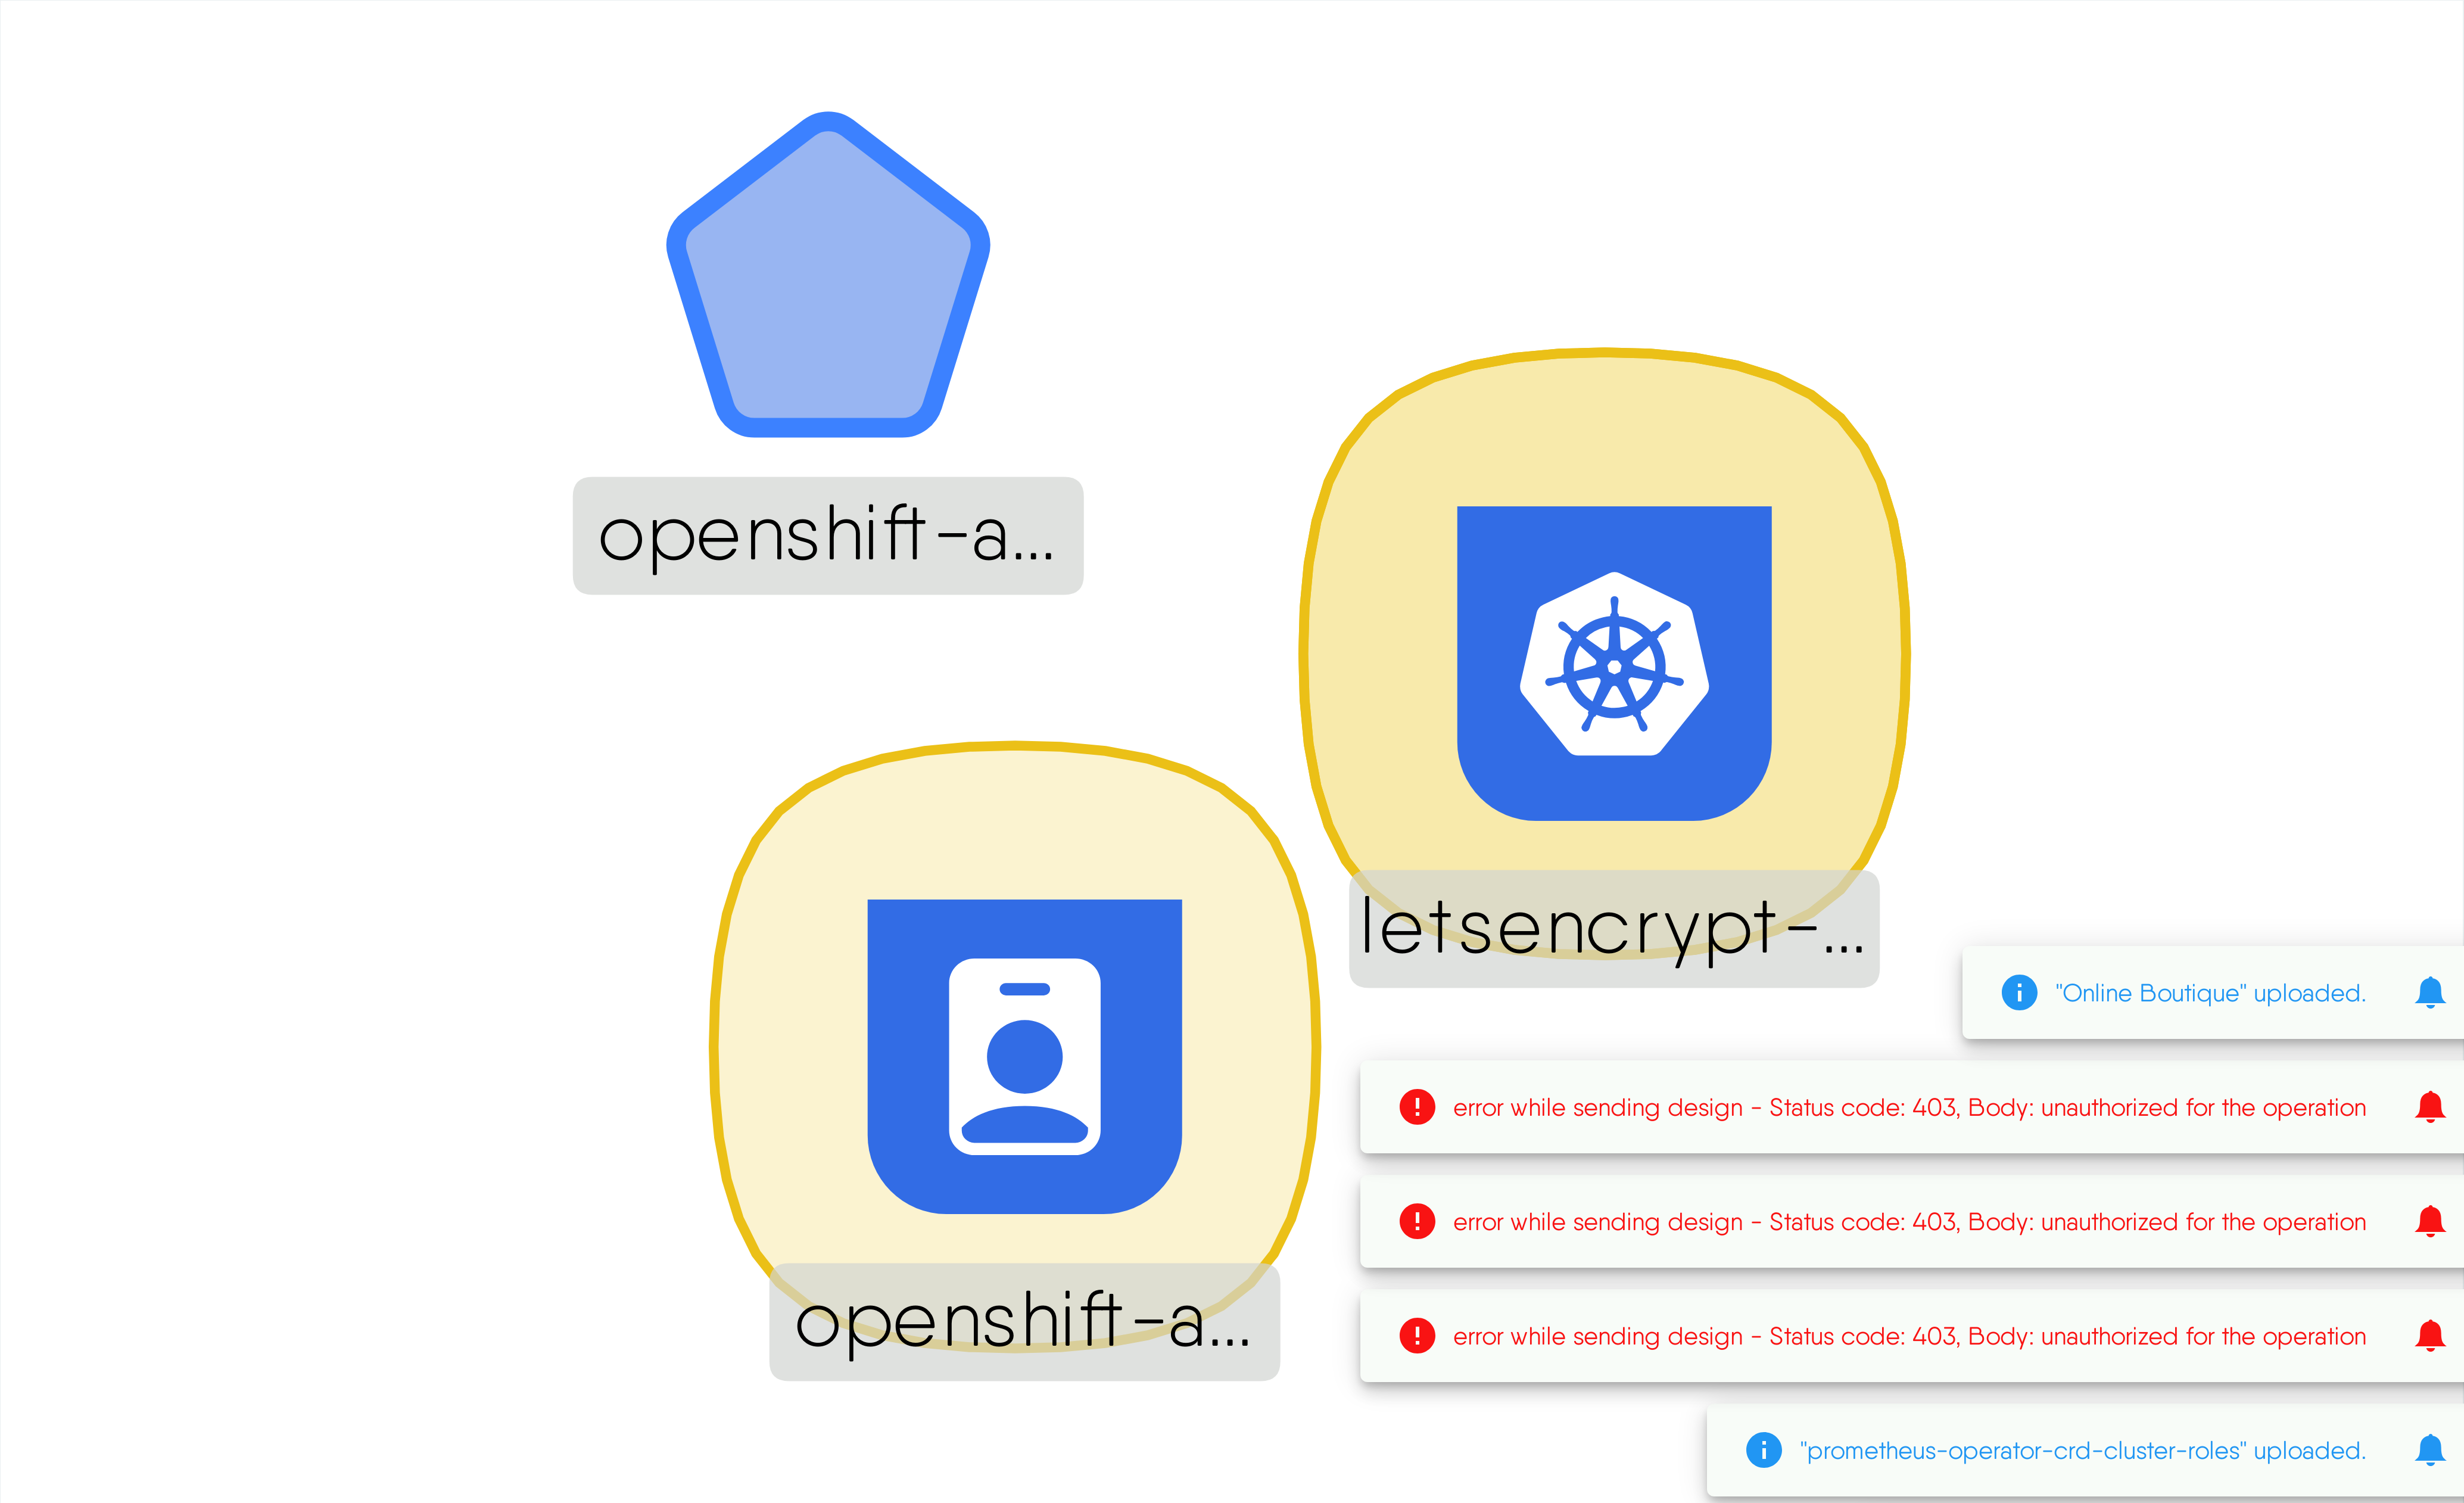 openshift-a...
letsencrypt-...
openshift-a...
"Online Boutique" uploaded.
error while sending design - Status code: 403, Body: unauthorized for the operation
error while sending design - Status code: 403, Body: unauthorized for the operation
error while sending design - Status code: 403, Body: unauthorized for the operation
"prometheus-operator-crd-cluster-roles" uploaded.